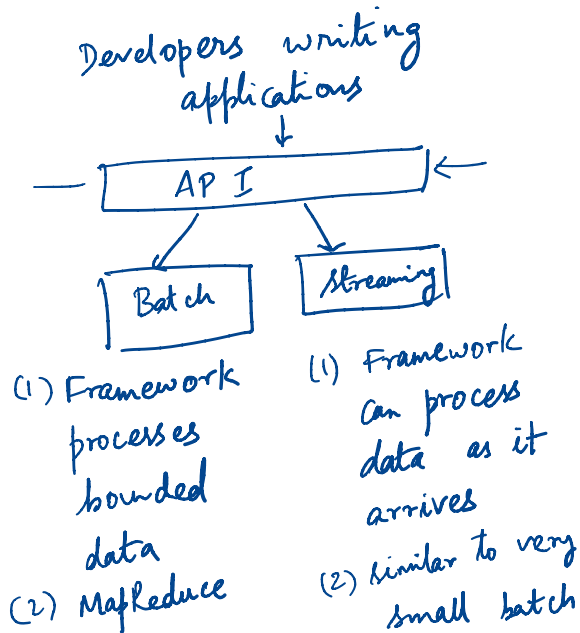 Developers writing
applications
API
Batch
Streaming
(1) Framework
processes
bounded
data
(2) MapReduce
(1) Framework
can process
data as it
arrives
(2) similar to very
small batch